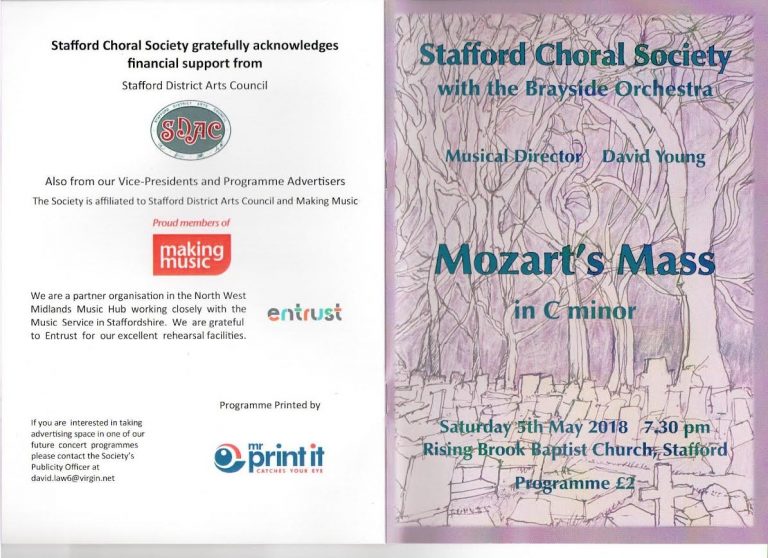 Stafford Choral Society gratefully acknowledges
financial support from
Stafford District Arts Council
STAFFORD DISTRICT ARTS COUNCIL
SDAC
Also from our Vice-Presidents and Programme Advertisers
The Society is affiliated to Stafford District Arts Council and Making Music
Proud members of
making
music
We are a partner organisation in the North West
Midlands Music Hub working closely with the
Music Service in Staffordshire. We are grateful
to Entrust for our excellent rehearsal facilities.
entrust
If you are interested in taking
advertising space in one of our
future concert programmes
please contact the Society's
Publicity Officer at
david.law6@virgin.net
Programme Printed by
mr
print it
CATCHES YOUR EYE
Stafford Choral Society
with the Brayside Orchestra
Musical Director David Young
Mozart's Mass
in C minor
Saturday 5th May 2018 7.30 pm
Rising Brook Baptist Church, Stafford
Programme £2